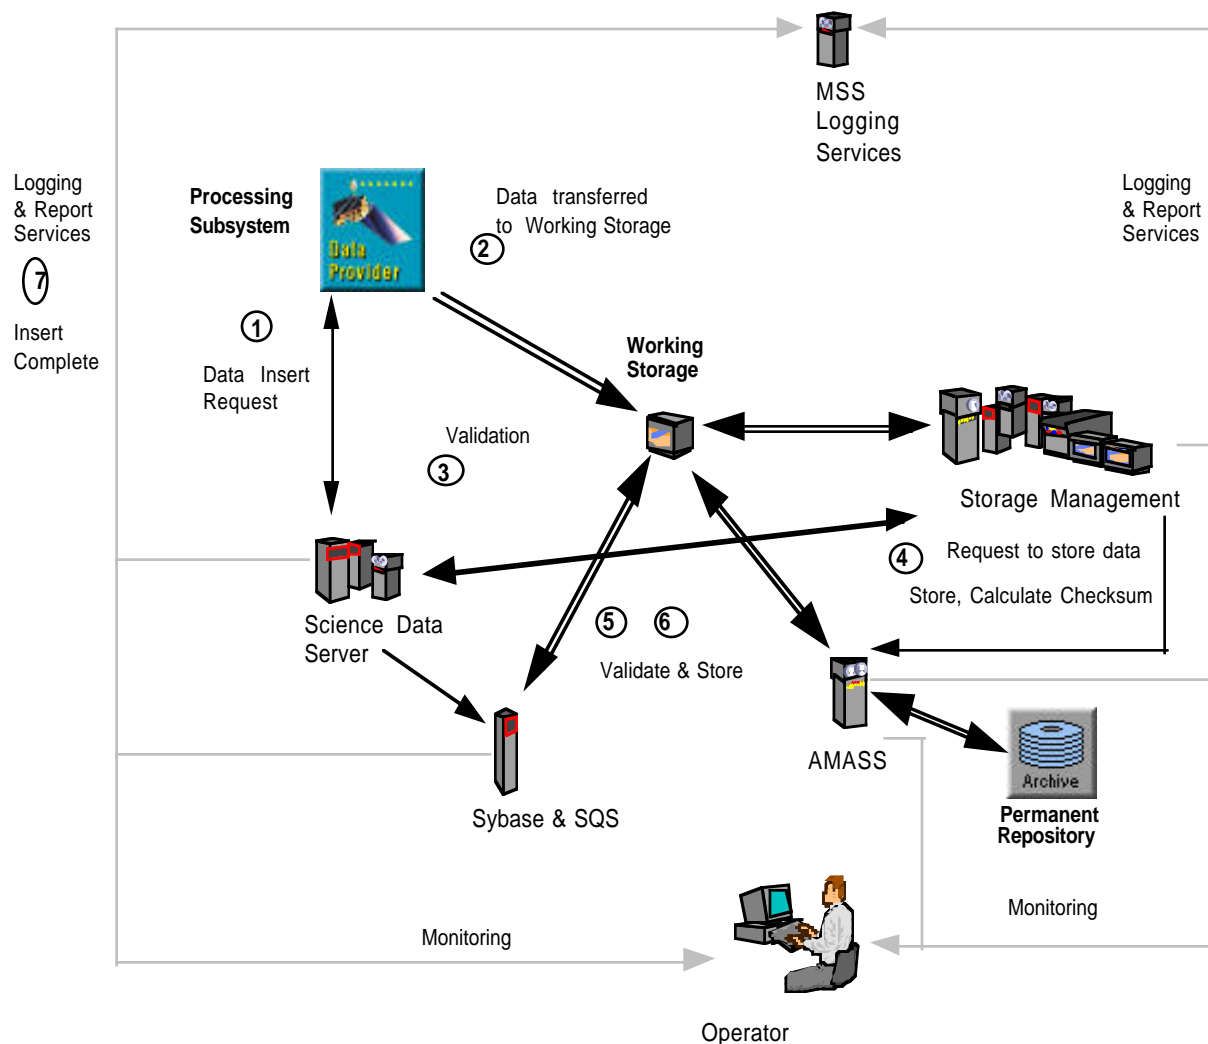 MSS
Logging
Services
Logging
& Report
Services
7
Insert
Complete
Processing
Subsystem
Data
Provider
Data transferred
to Working Storage
2
Logging
& Report
Services
1
Data Insert
Request
Working
Storage
Validation
3
Storage Management
4
Request to store data
Store, Calculate Checksum
Science Data
Server
5 6
Validate & Store
AMASS
Archive
Permanent
Repository
Sybase & SQS
Monitoring
Monitoring
Operator